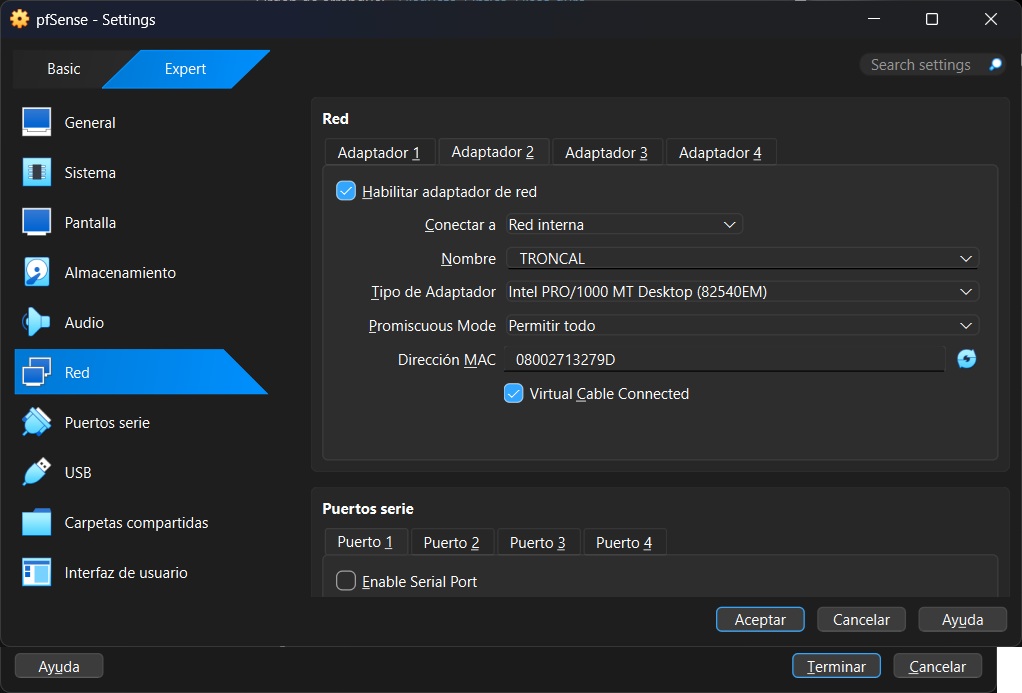 pfSense - Settings
Basic
Expert
Search settings
General
Sistema
Pantalla
Almacenamiento
Audio
Red
Puertos serie
USB
Carpetas compartidas
Interfaz de usuario
Red
Adaptador 1
Adaptador 2
Adaptador 3
Adaptador 4
Habilitar adaptador de red
Conectar a Red interna
Nombre TRONCAL
Tipo de Adaptador Intel PRO/1000 MT Desktop (82540EM)
Promiscuous Mode Permitir todo
Dirección MAC 08002713279D
Virtual Cable Connected
Puertos serie
Puerto 1
Puerto 2
Puerto 3
Puerto 4
Enable Serial Port
Aceptar
Cancelar
Ayuda
Ayuda
Terminar
Cancelar